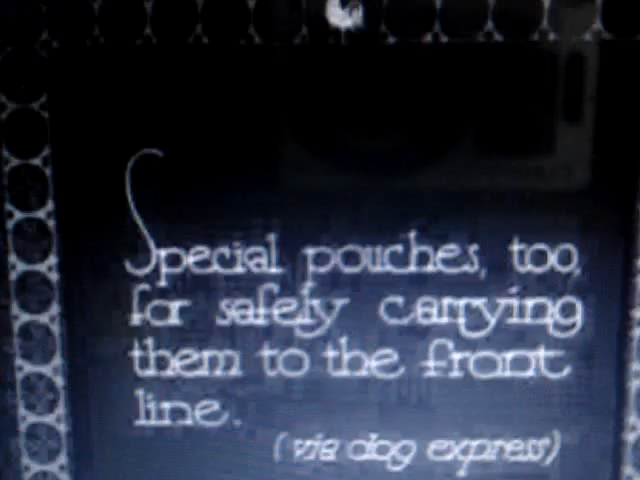 Special pouches, too,
for safely carrying
them to the front
line.
(via dog express)